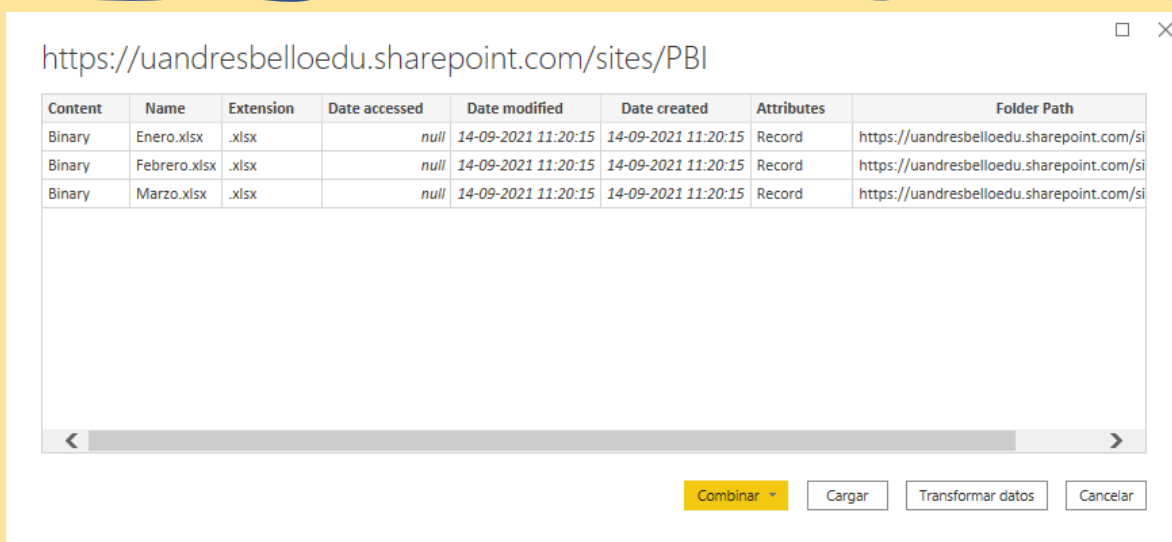 https://uandresbelloedu.sharepoint.com/sites/PBI
Content Name Extension Date accessed Date modified Date created Attributes Folder Path
Binary Enero.xlsx .xlsx null 14-09-2021 11:20:15 14-09-2021 11:20:15 Record https://uandresbelloedu.sharepoint.com/si
Binary Febrero.xlsx .xlsx null 14-09-2021 11:20:15 14-09-2021 11:20:15 Record https://uandresbelloedu.sharepoint.com/si
Binary Marzo.xlsx .xlsx null 14-09-2021 11:20:15 14-09-2021 11:20:15 Record https://uandresbelloedu.sharepoint.com/si
Combinar Cargar Transformar datos Cancelar